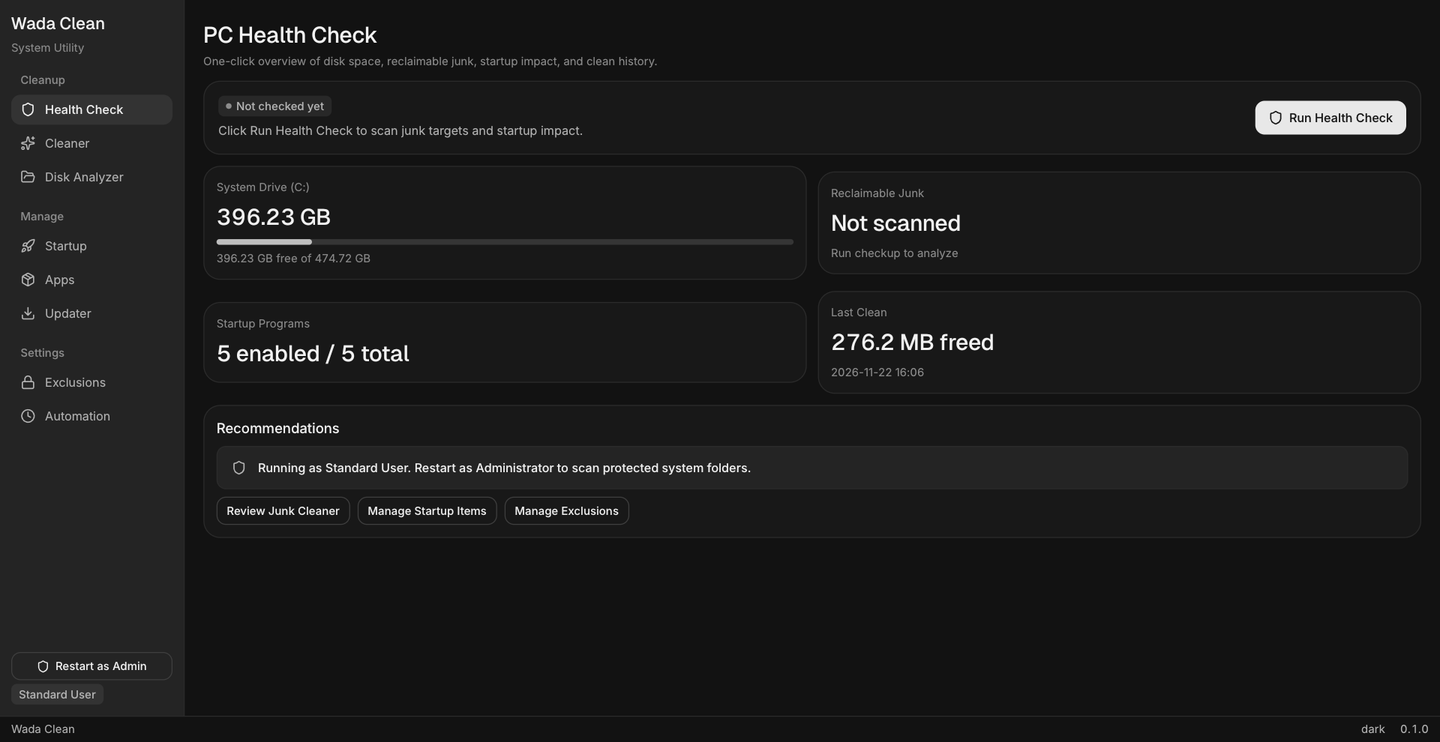 Wada Clean
System Utility
Cleanup
Health Check
Cleaner
Disk Analyzer
Manage
Startup
Apps
Updater
Settings
Exclusions
Automation
Restart as Admin
Standard User
PC Health Check
One-click overview of disk space, reclaimable junk, startup impact, and clean history.
Not checked yet
Click Run Health Check to scan junk targets and startup impact.
Run Health Check
System Drive (C:)
396.23 GB
396.23 GB free of 474.72 GB
Reclaimable Junk
Not scanned
Run checkup to analyze
Startup Programs
5 enabled / 5 total
Last Clean
276.2 MB freed
2026-11-22 16:06
Recommendations
Running as Standard User. Restart as Administrator to scan protected system folders.
Review Junk Cleaner
Manage Startup Items
Manage Exclusions
Wada Clean
dark
0.1.0